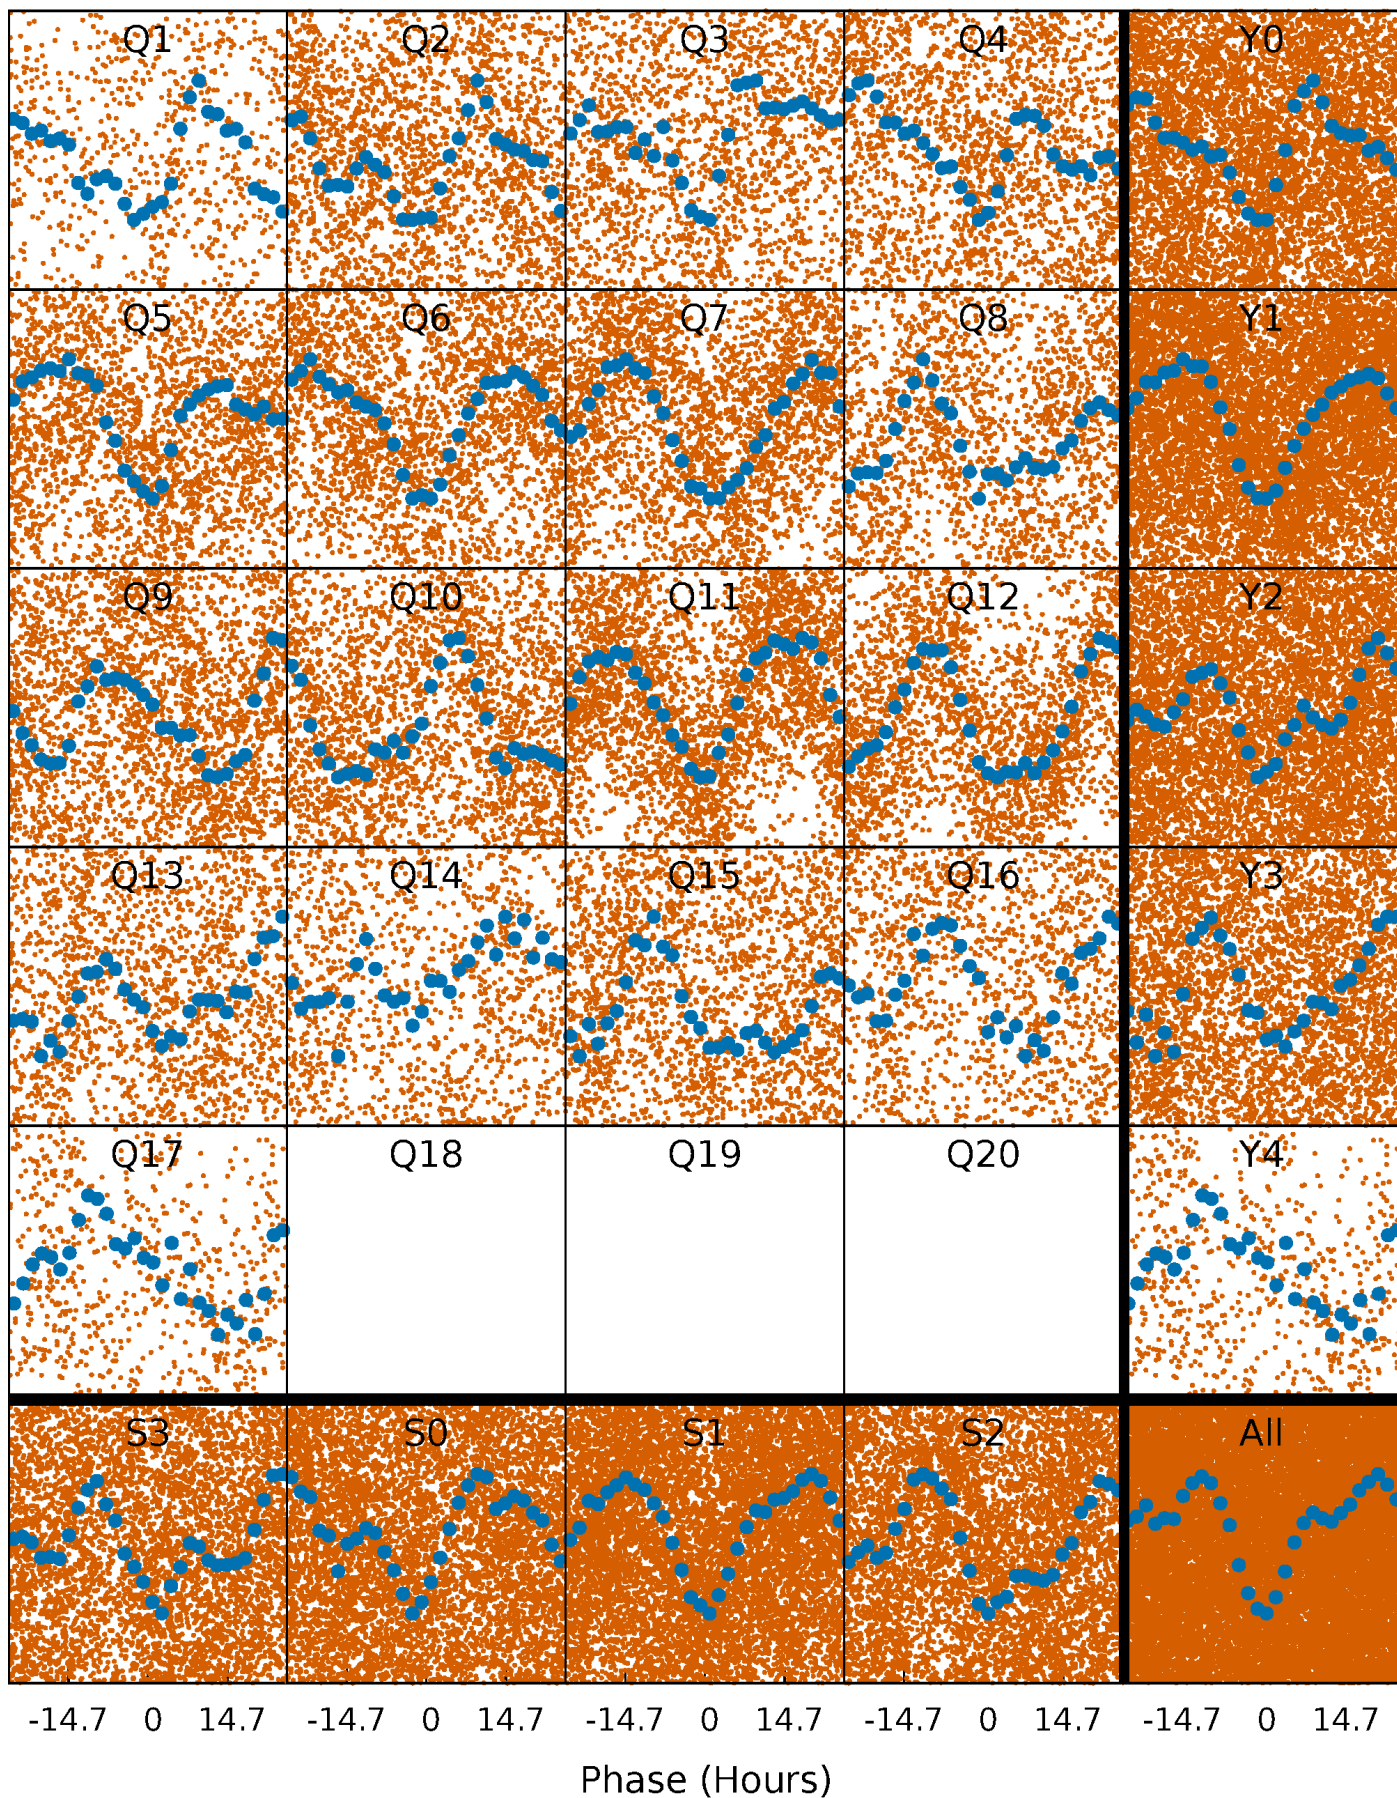 Q1 Q2 Q3 Q4 Y0
Q5 Q6 Q7 Q8 Y1
Q9 Q10 Q11 Q12 Y2
Q13 Q14 Q15 Q16 Y3
Q17 Q18 Q19 Q20 Y4
S3 S0 S1 S2 All
-14.7 0 14.7 -14.7 0 14.7 -14.7 0 14.7 -14.7 0 14.7 -14.7 0 14.7
Phase (Hours)